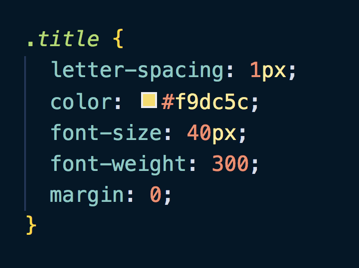 .title {
  letter-spacing: 1px;
  color: #f9dc5c;
  font-size: 40px;
  font-weight: 300;
  margin: 0;
}